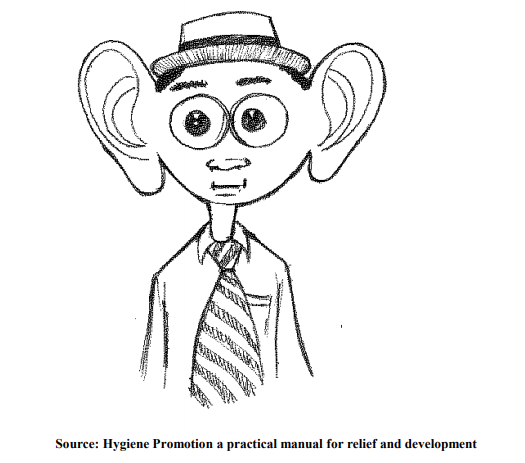 Source: Hygiene Promotion a practical manual for relief and development